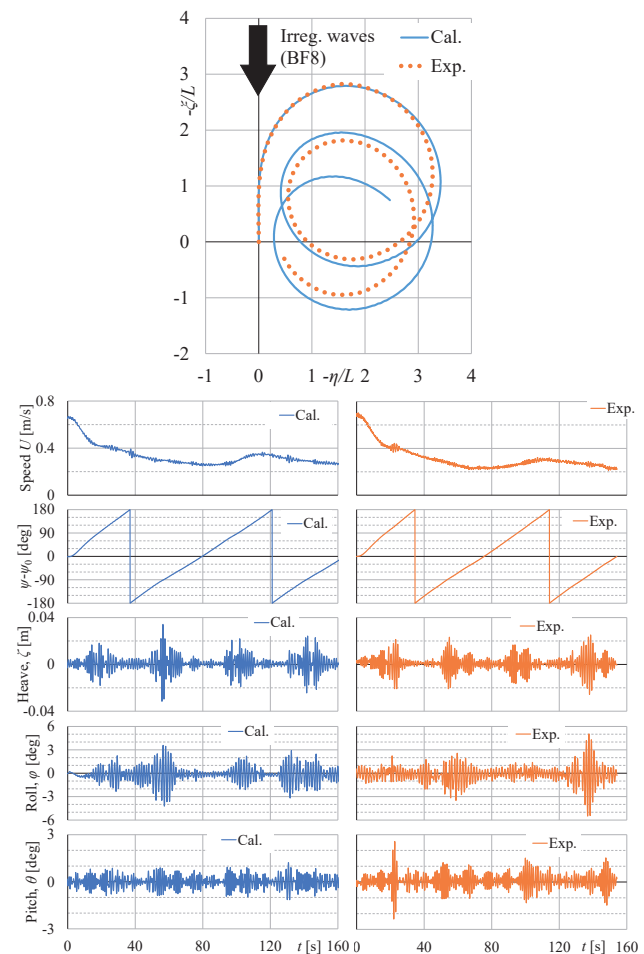 4
Irreg. waves
(BF8)
Cal.
Exp.
-ξ/L
3
2
1
0
-1
-2
-1 0 1 -η/L 2 3 4
Speed U [m/s]
0.8
0.4
0
Cal.
Exp.
ψ-ψ₀ [deg]
180
90
0
-90
-180
Cal.
Exp.
Heave, ζ [m]
0.04
0
-0.04
Cal.
Exp.
Roll, φ [deg]
6
3
0
-3
-6
Cal.
Exp.
Pitch, θ [deg]
3
0
-3
Cal.
Exp.
0 80 120 t [s] 160
0 40 80 120 t [s] 160